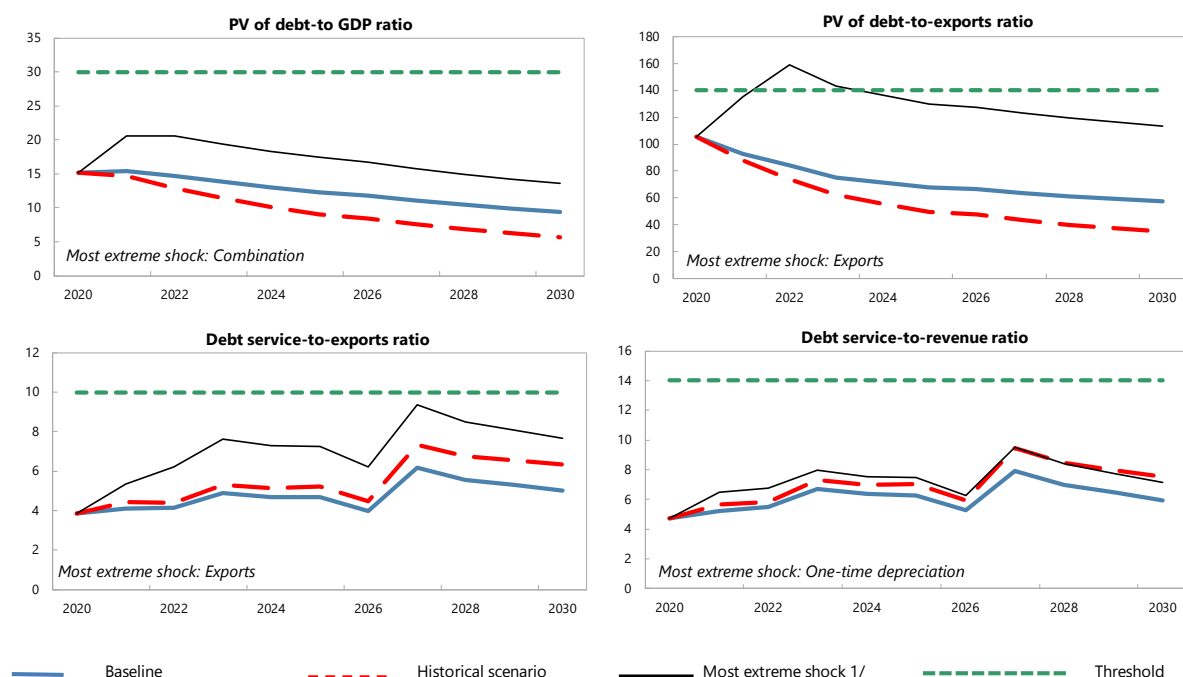 PV of debt-to GDP ratio
35
30
25
20
15
10
5
0
Most extreme shock: Combination
2020 2022 2024 2026 2028 2030
PV of debt-to-exports ratio
180
160
140
120
100
80
60
40
20
0
Most extreme shock: Exports
2020 2022 2024 2026 2028 2030
Debt service-to-exports ratio
12
10
8
6
4
2
0
Most extreme shock: Exports
2020 2022 2024 2026 2028 2030
Debt service-to-revenue ratio
16
14
12
10
8
6
4
2
0
Most extreme shock: One-time depreciation
2020 2022 2024 2026 2028 2030
Baseline Historical scenario Most extreme shock 1/ Threshold